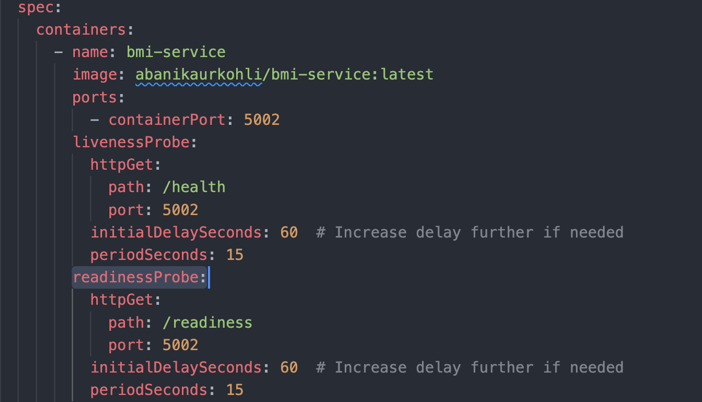 spec:
containers:
- name: bmi-service
image: abanikaurkohli/bmi-service:latest
ports:
- containerPort: 5002
livenessProbe:
httpGet:
path: /health
port: 5002
initialDelaySeconds: 60  # Increase delay further if needed
periodSeconds: 15
readinessProbe:
httpGet:
path: /readiness
port: 5002
initialDelaySeconds: 60  # Increase delay further if needed
periodSeconds: 15